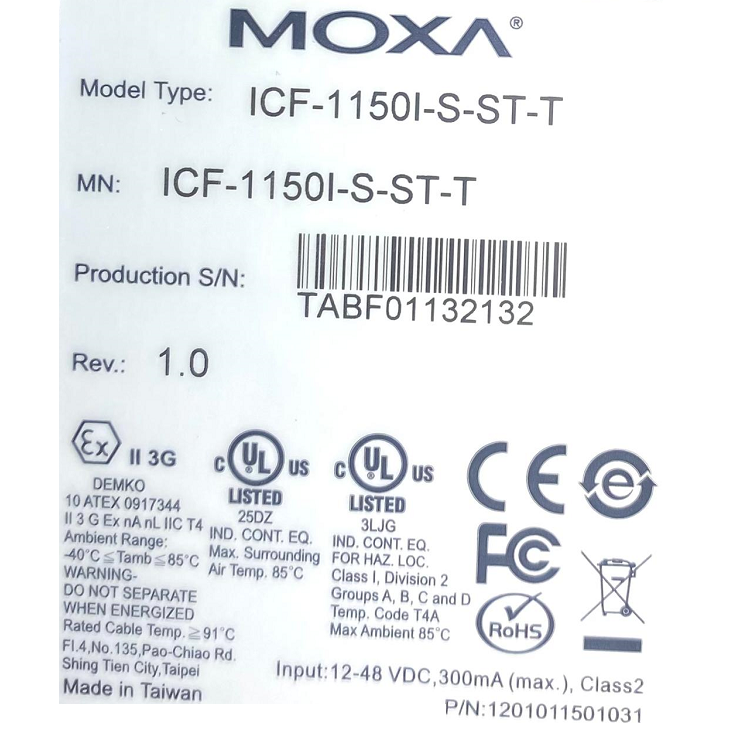 MOXA®
Model Type: ICF-1150I-S-ST-T
MN: ICF-1150I-S-ST-T
Production S/N:
TABF01132132
Rev.: 1.0
Ex II 3G
DEMKO
10 ATEX 0917344
II 3 G Ex nA nL IIC T4
Ambient Range:
-40°C ≦ Tamb ≦ 85°C
WARNING-
DO NOT SEPARATE
WHEN ENERGIZED
Rated Cable Temp. ≧ 91°C
Fl.4,No.135,Pao-Chiao Rd.
Shing Tien City,Taipei
Made in Taiwan
C UL® US
LISTED
25DZ
IND. CONT. EQ.
Max. Surrounding
Air Temp. 85°C
C UL® US
LISTED
3LJG
IND. CONT. EQ.
FOR HAZ. LOC.
Class I, Division 2
Groups A, B, C and D
Temp. Code T4A
Max Ambient 85°C
CE e
FC
RoHS
Input:12-48 VDC,300mA (max.), Class2
P/N:1201011501031